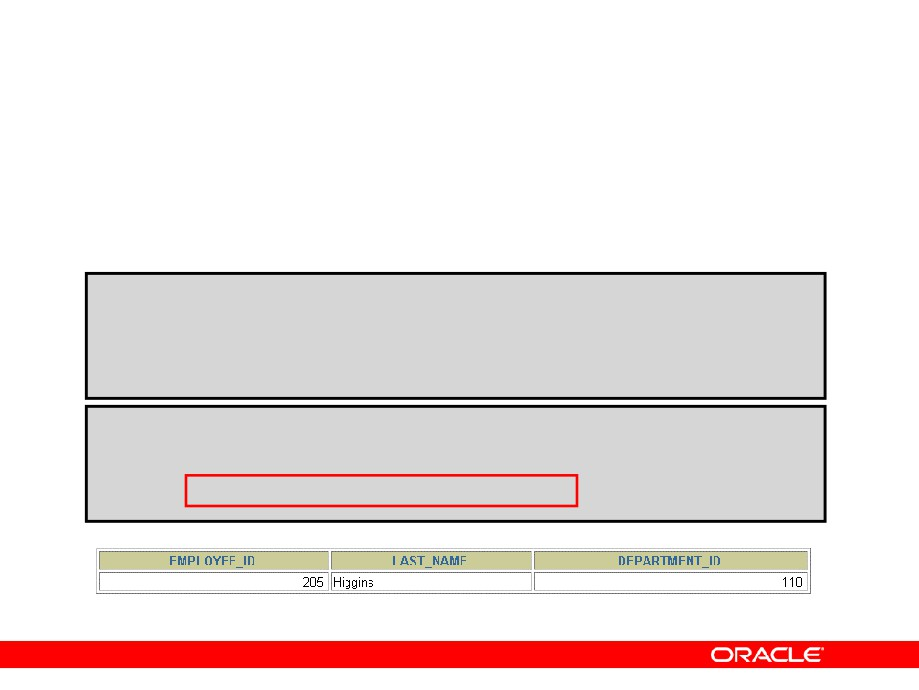 EMPLOYEE_ID LAST_NAME DEPARTMENT_ID
205 Higgins 110
ORACLE